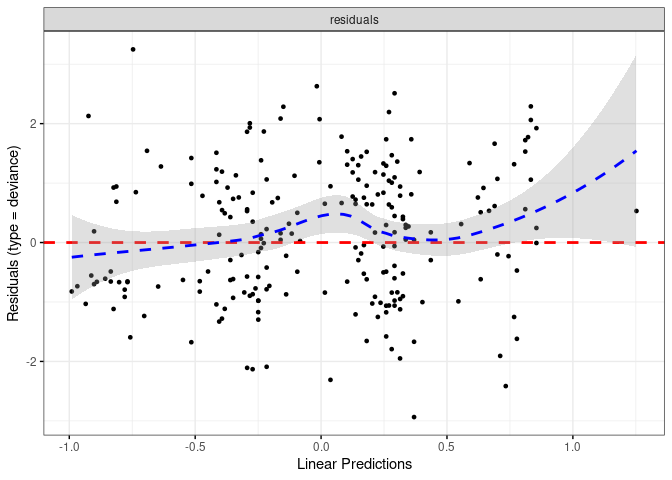 residuals
Residuals (type = deviance)
2
0
-2
-1.0 -0.5 0.0 0.5 1.0
Linear Predictions